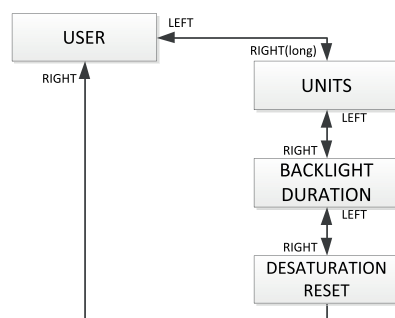 USER
LEFT
RIGHT(long)
RIGHT
UNITS
LEFT
RIGHT
BACKLIGHT
DURATION
LEFT
RIGHT
DESATURATION
RESET